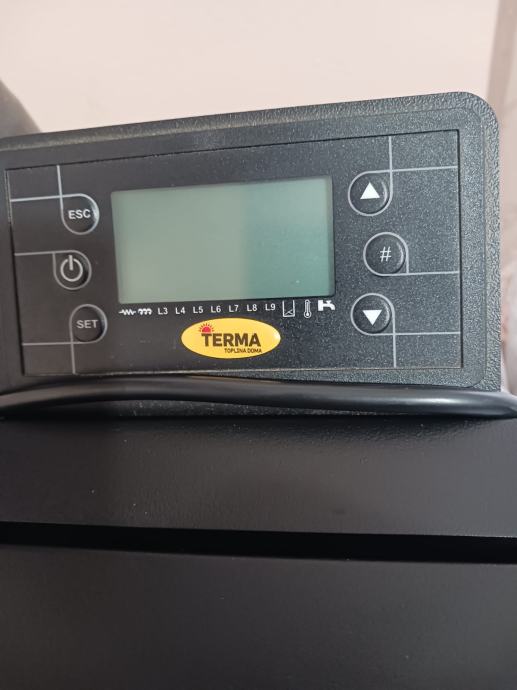 ESC
SET
#
L3 L4 L5 L6 L7 L8 L9
TERMA
TOPLINA DOMA